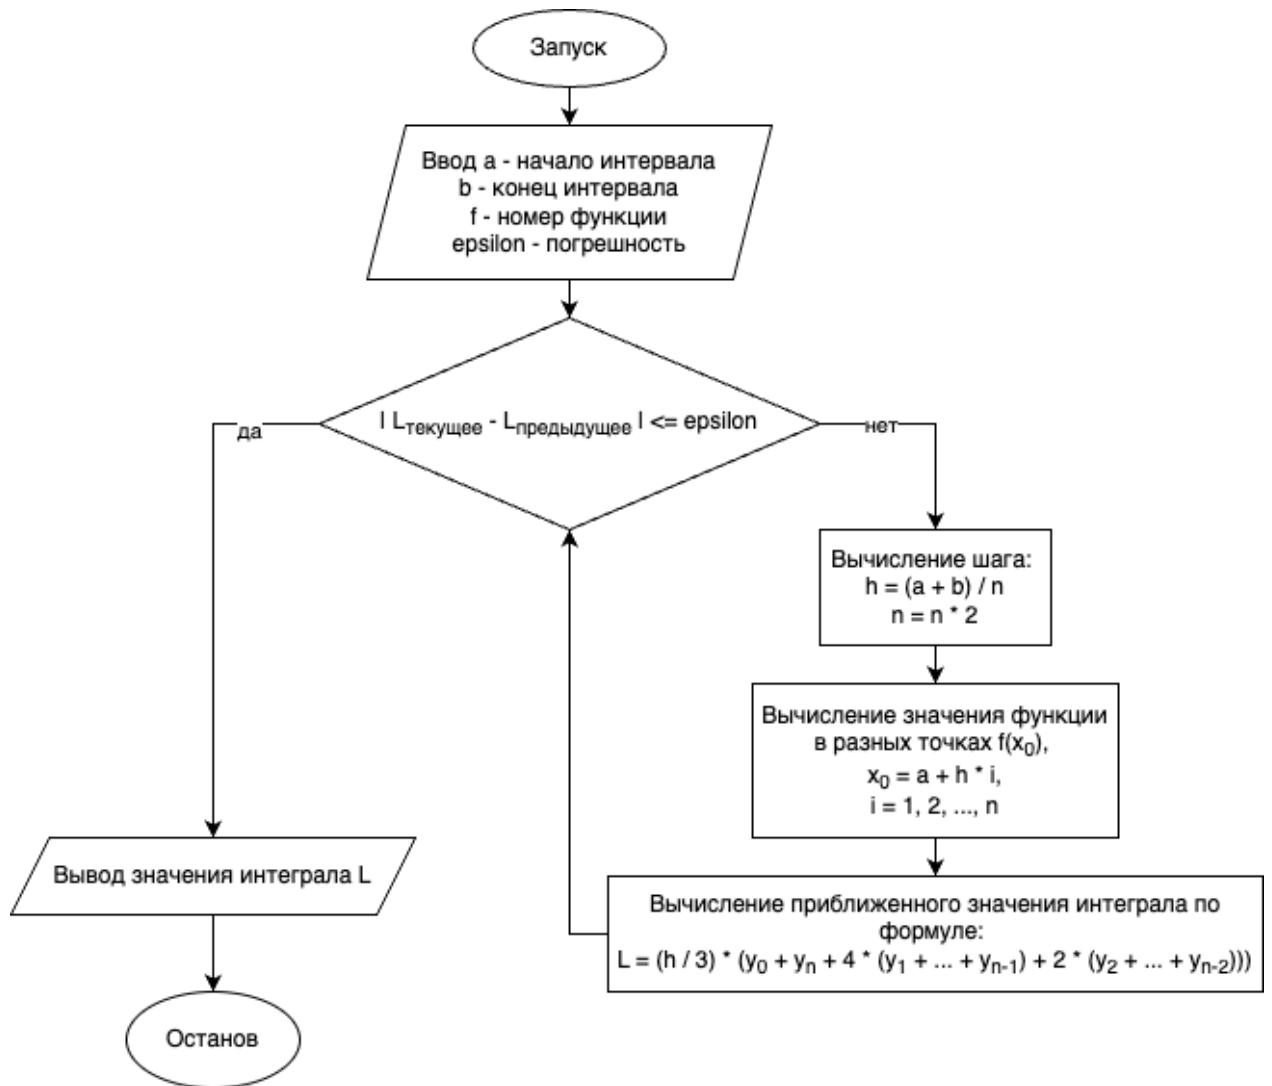 Запуск
Ввод a - начало интервала
b - конец интервала
f - номер функции
epsilon - погрешность
| Lтекущее - Lпредыдущее | <= epsilon
да
нет
Вычисление шага:
h = (a + b) / n
n = n * 2
Вычисление значения функции
в разных точках f(x0),
x0 = a + h * i,
i = 1, 2, ..., n
Вычисление приближенного значения интеграла по
формуле:
L = (h / 3) * (y0 + yn + 4 * (y1 + ... + yn-1) + 2 * (y2 + ... + yn-2)))
Вывод значения интеграла L
Останов